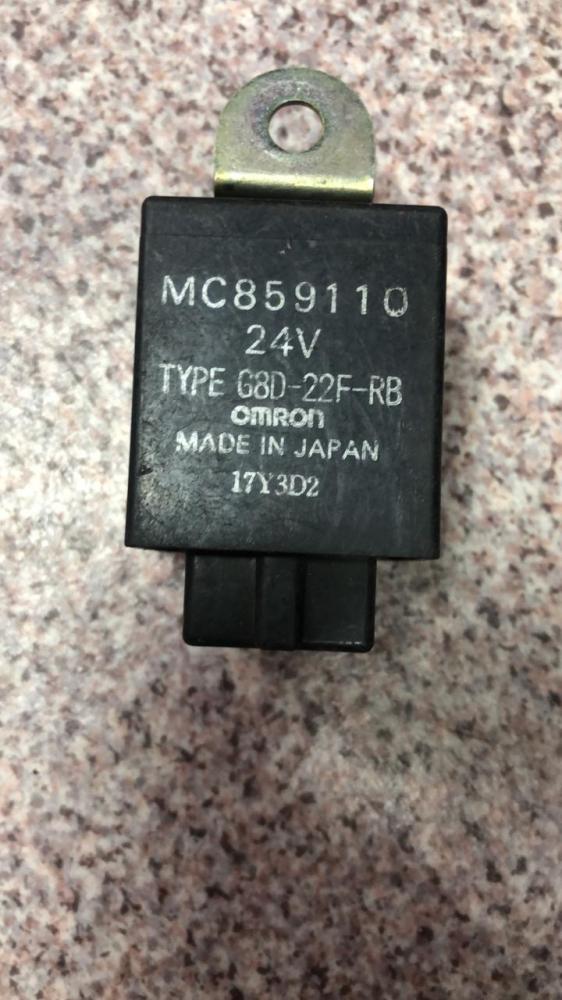 MC859110
24V
TYPE G8D-22F-RB
OMRON
MADE IN JAPAN
17Y3D2